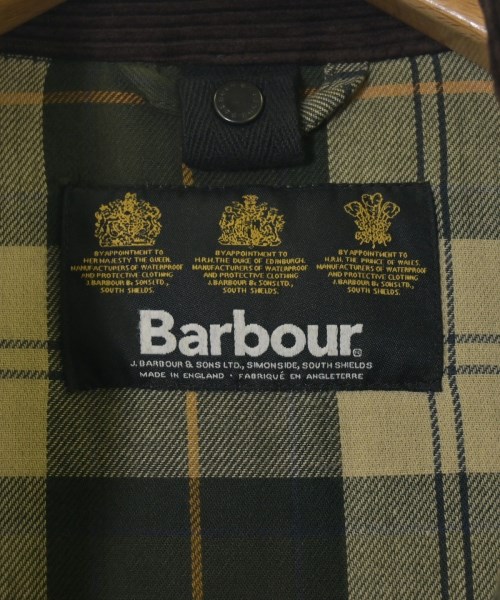 BY APPOINTMENT TO
HER MAJESTY THE QUEEN
MANUFACTURERS OF WATERPROOF
AND PROTECTIVE CLOTHING
J.BARBOUR & SONS LTD.,
SOUTH SHIELDS.
BY APPOINTMENT TO
H.R.H. THE DUKE OF EDINBURGH.
MANUFACTURERS OF WATERPROOF
AND PROTECTIVE CLOTHING
J.BARBOUR & SONS LTD.,
SOUTH SHIELDS.
BY APPOINTMENT TO
H.R.H. THE PRINCE OF WALES.
MANUFACTURERS OF WATERPROOF
AND PROTECTIVE CLOTHING
J.BARBOUR & SONS LTD.,
SOUTH SHIELDS.
Barbour®
J. BARBOUR & SONS LTD., SIMONSIDE, SOUTH SHIELDS
MADE IN ENGLAND • FABRIQUÉ EN ANGLETERRE